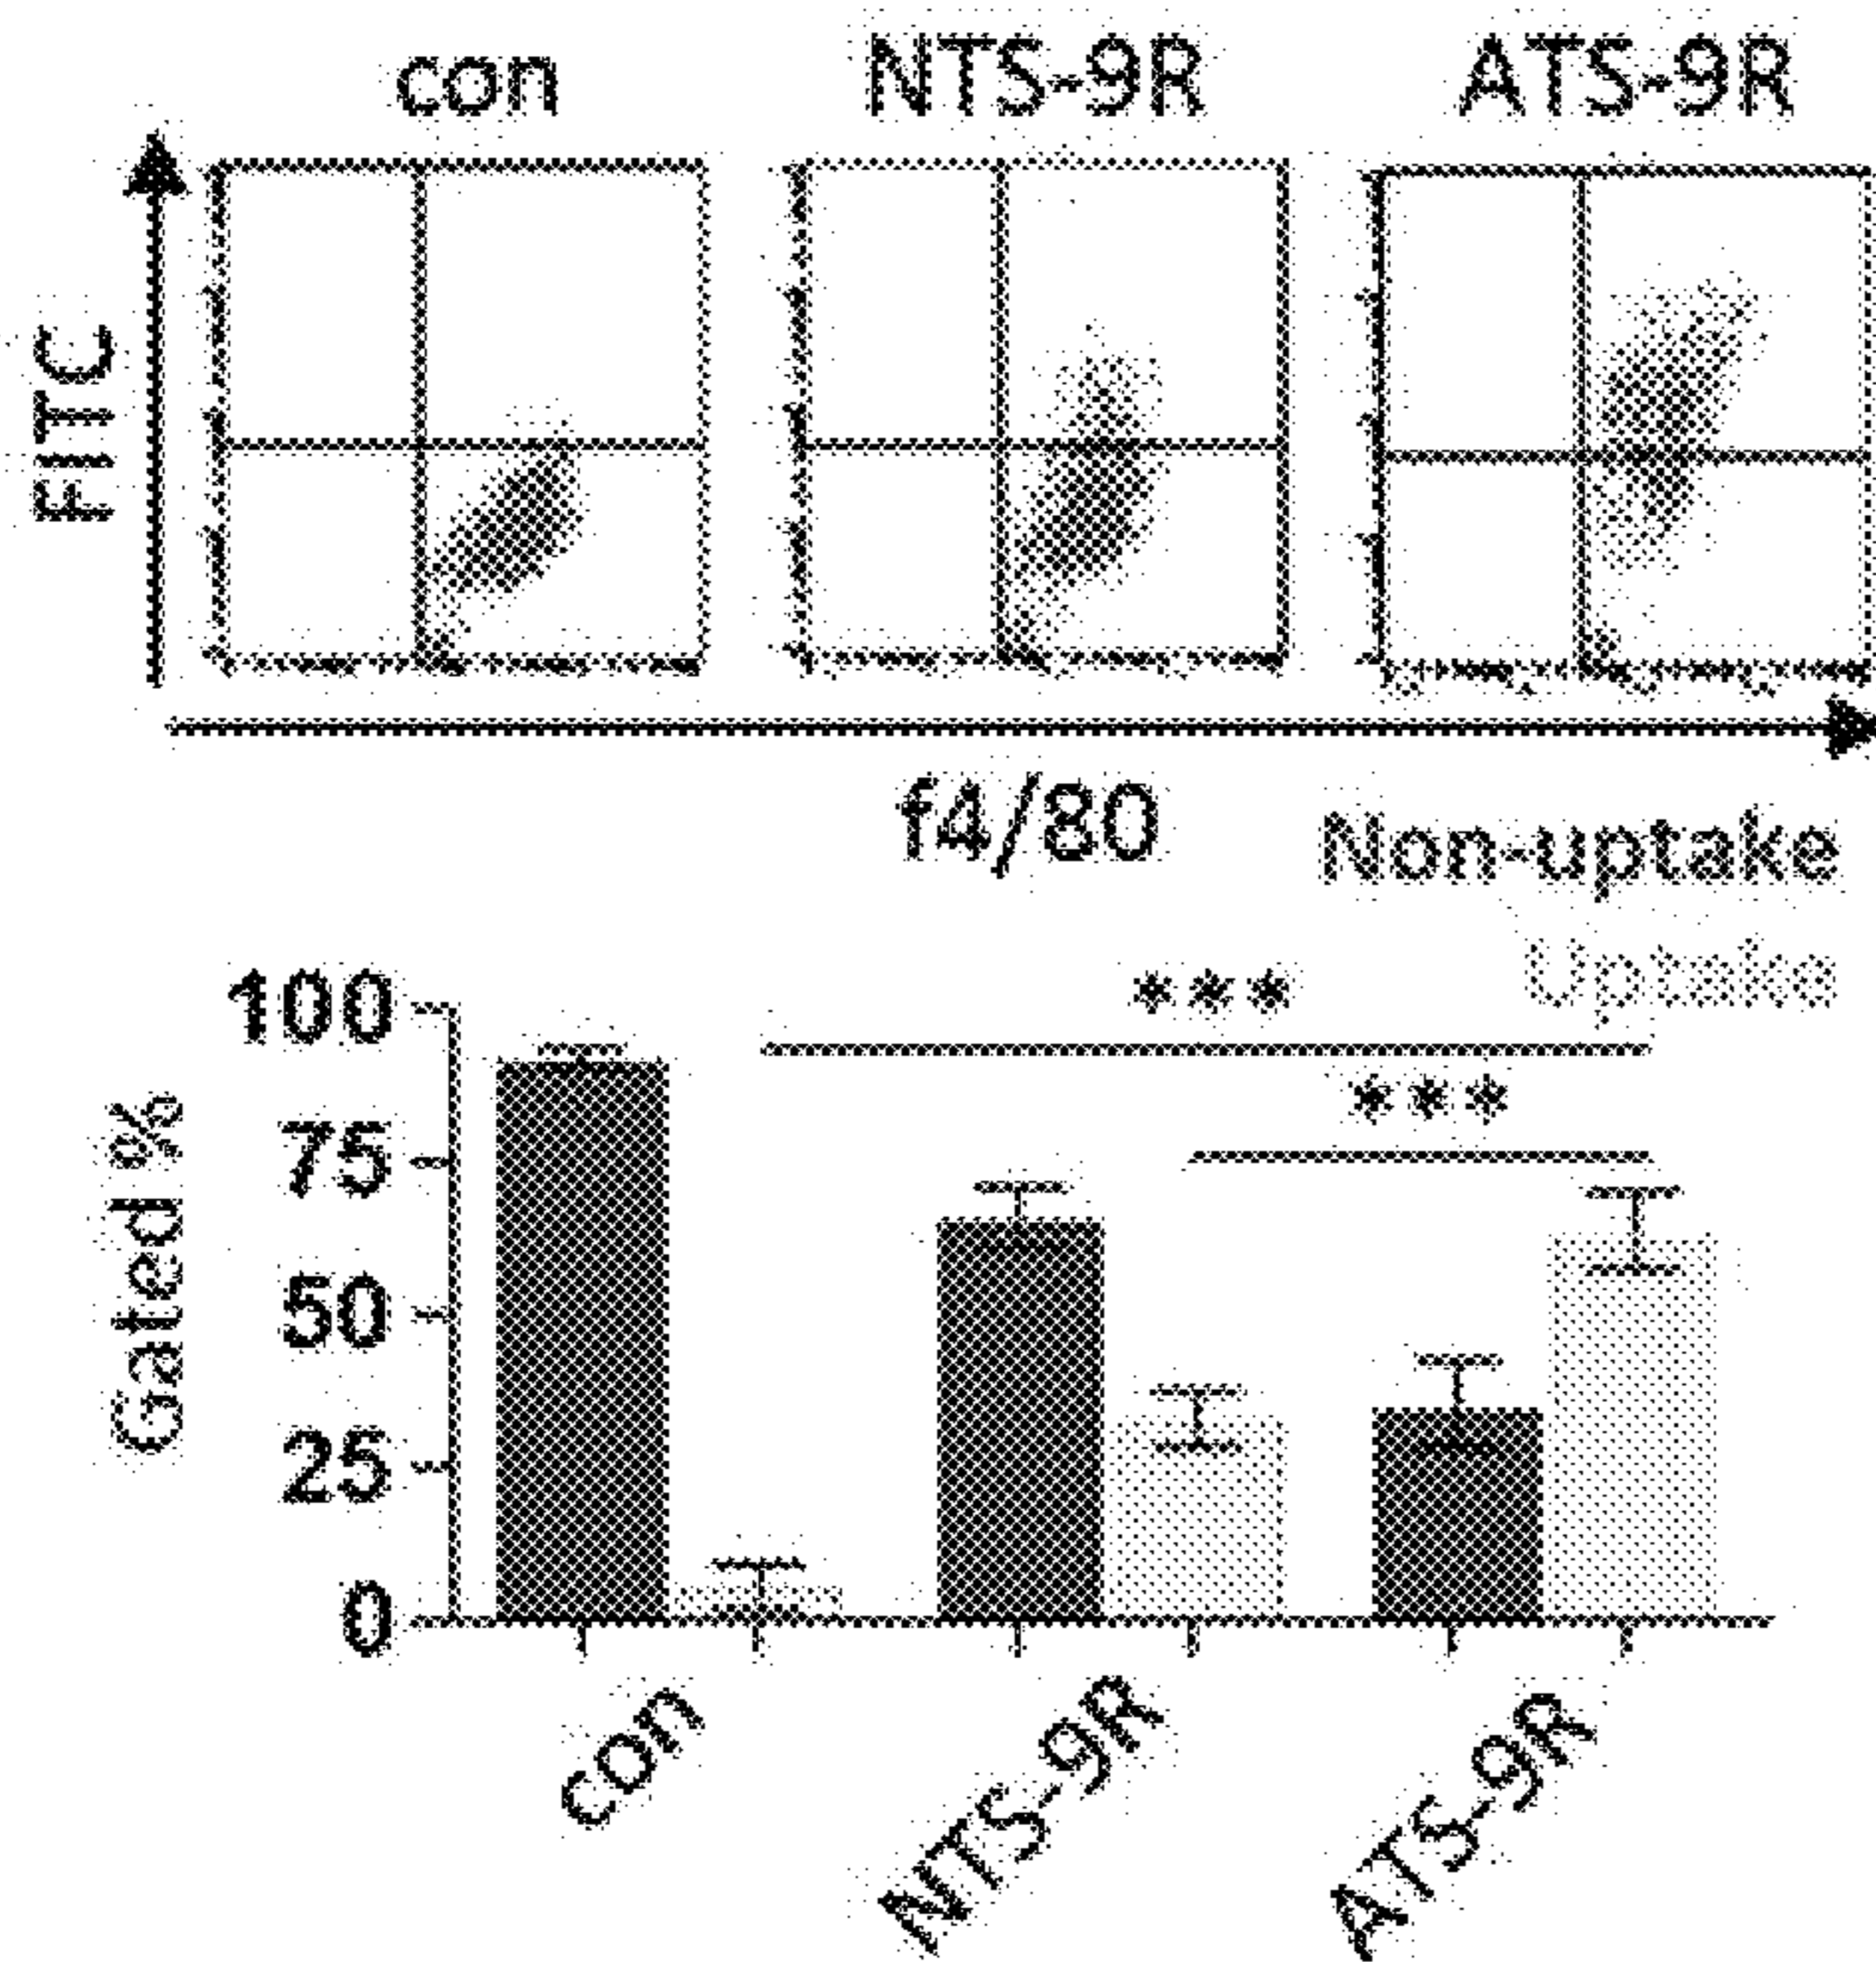 con NTS-9R ATS-9R
FITC
f4/80
Non-uptake
Uptake
***
***
Gated %
100
75
50
25
0
con NTS-9R ATS-9R